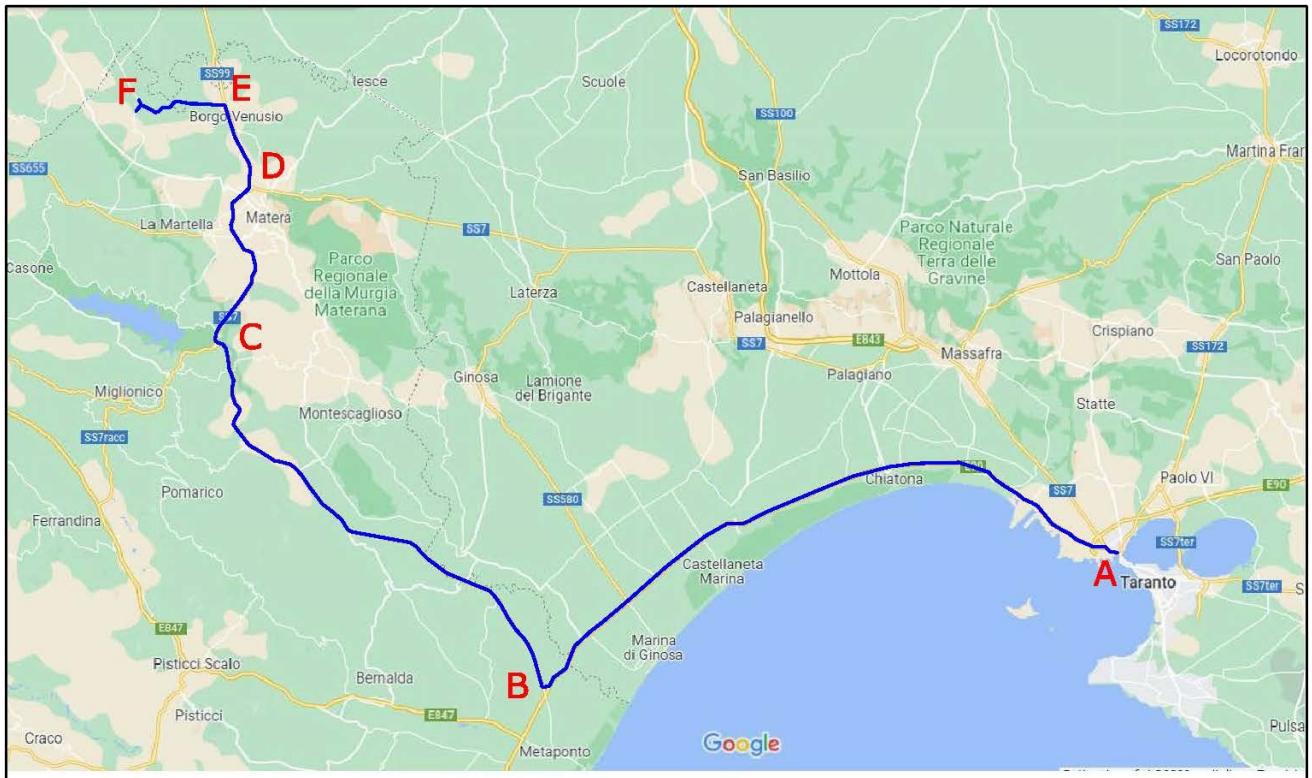 SS172
Locorotondo
F
SS99
E
Iesce
Scuole
Borgo Venusio
SS100
Martina Fran
SS655
D
San Basilio
La Martella
Matera
SS7
Parco Naturale
Regionale
Terra delle
Gravine
Casone
Parco
Regionale
della Murgia
Materana
San Paolo
Mottola
Laterza
Castellaneta
Palagianello
Crispiano
C
SS7
E843
SS172
Massafra
Miglionico
Ginosa
Lamione
del Brigante
Palagiano
Montescaglioso
Statte
SS7racc
Chiatona
Paolo VI
Pomarico
SS580
SS7
E90
Ferrandina
SS7ter
Castellaneta
Marina
A
Taranto
SS7ter
S
E847
Marina
di Ginosa
Pisticci Scalo
Bernalda
B
Pisticci
E847
Craco
Metaponto
Google
Pulsa